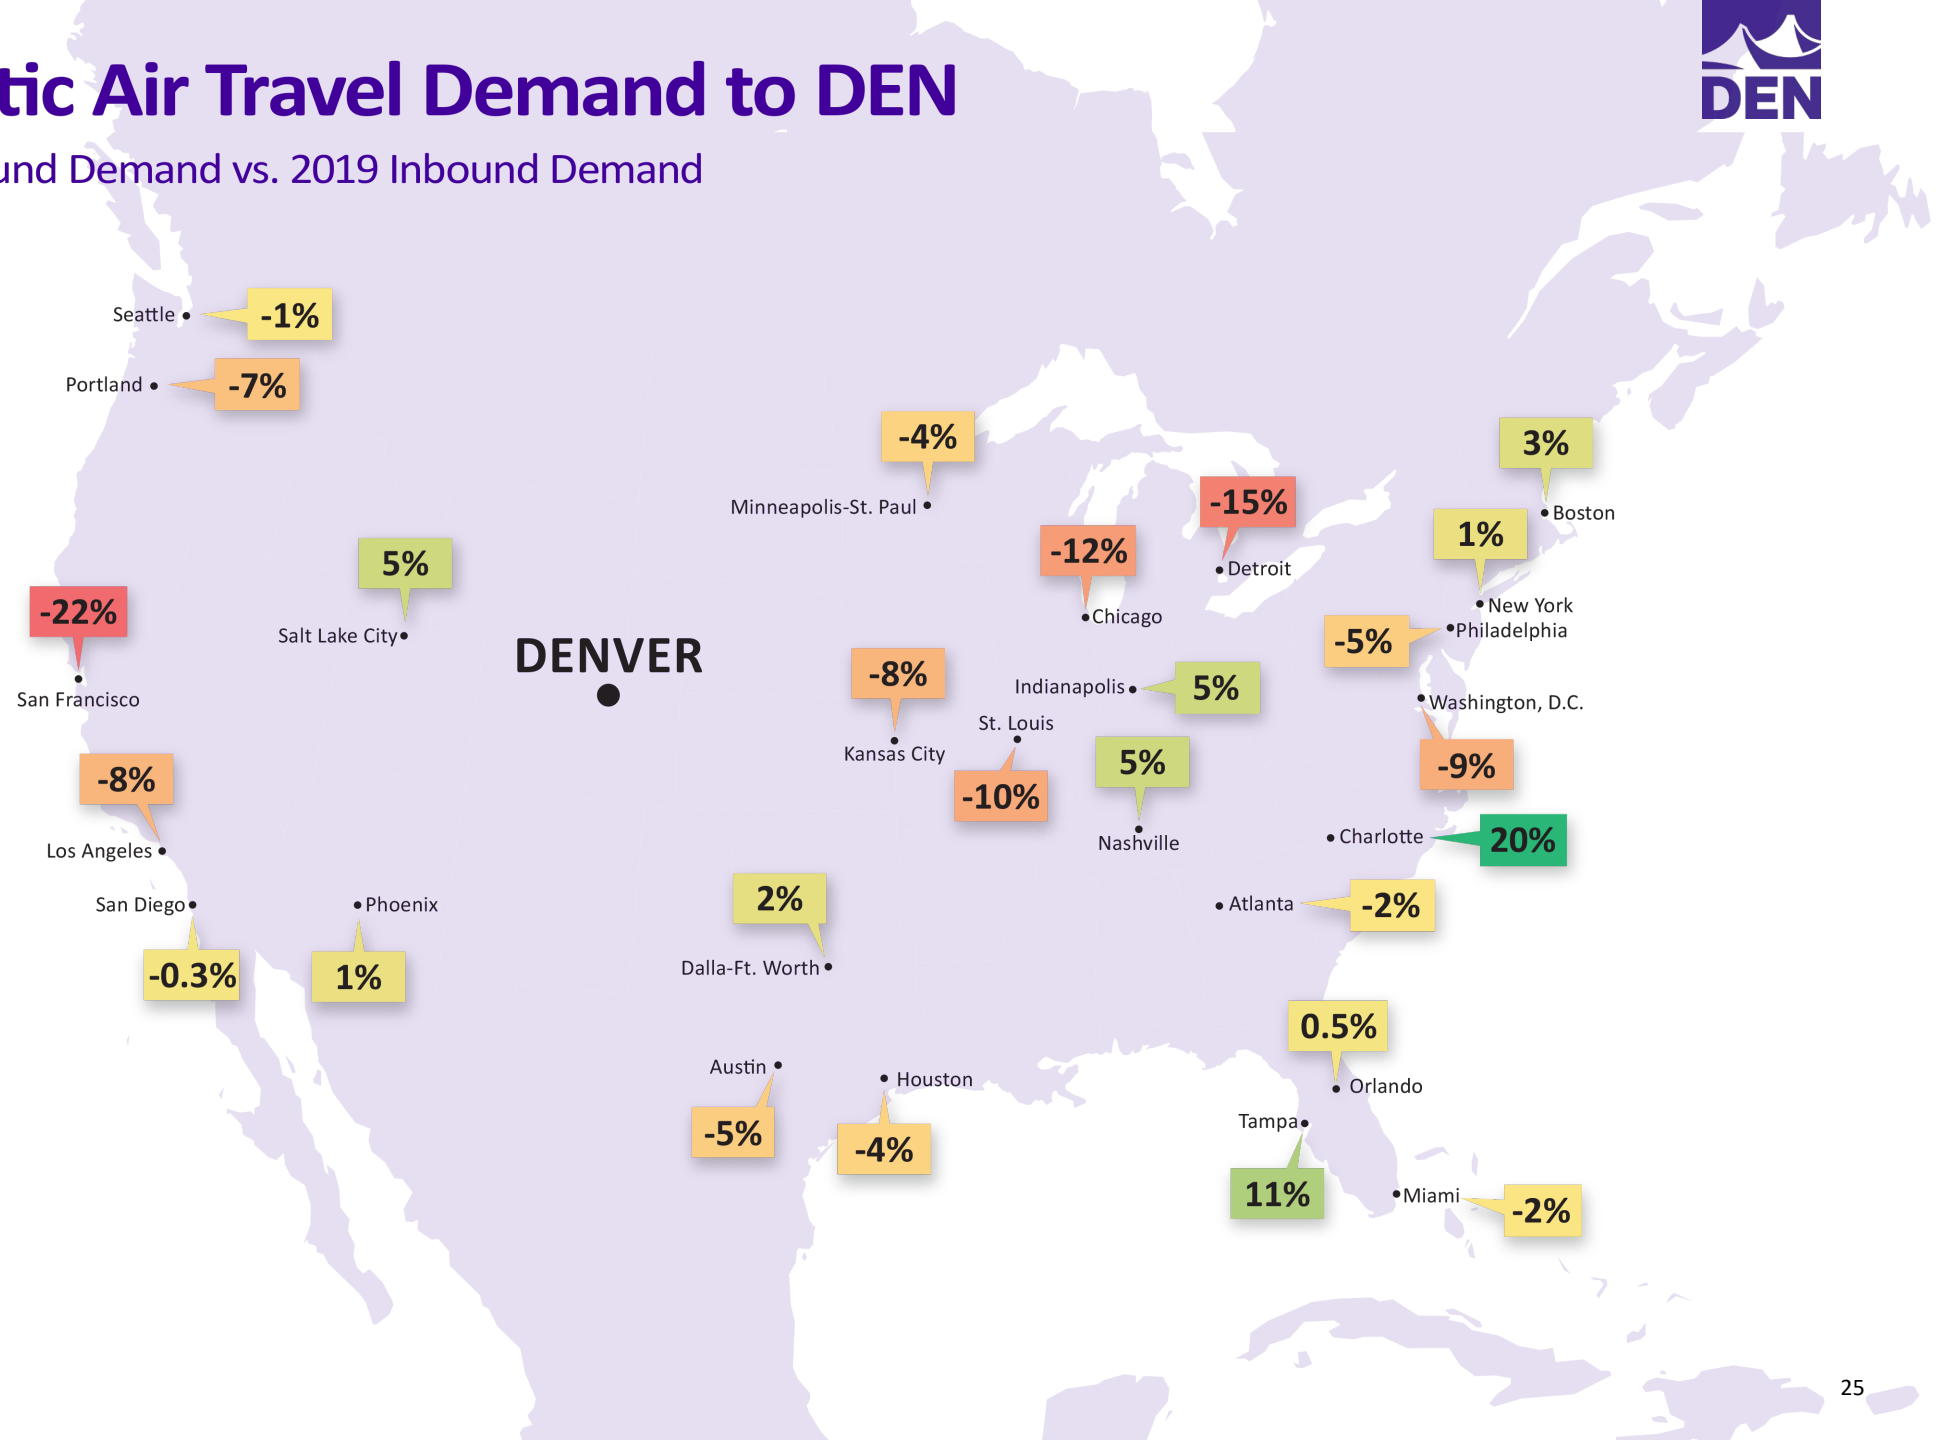 tic Air Travel Demand to DEN
DEN
und Demand vs. 2019 Inbound Demand
Seattle
-1%
Portland
-7%
-4%
Minneapolis-St. Paul
3%
Boston
-15%
Detroit
1%
New York
-12%
Chicago
5%
Salt Lake City
-22%
San Francisco
DENVER
-5%
Philadelphia
-8%
Kansas City
Indianapolis
5%
St. Louis
-10%
Washington, D.C.
-9%
5%
Nashville
-8%
Los Angeles
Charlotte
20%
San Diego
-0.3%
Phoenix
1%
2%
Dalla-Ft. Worth
Atlanta
-2%
Austin
-5%
Houston
-4%
0.5%
Orlando
Tampa
11%
Miami
-2%
25